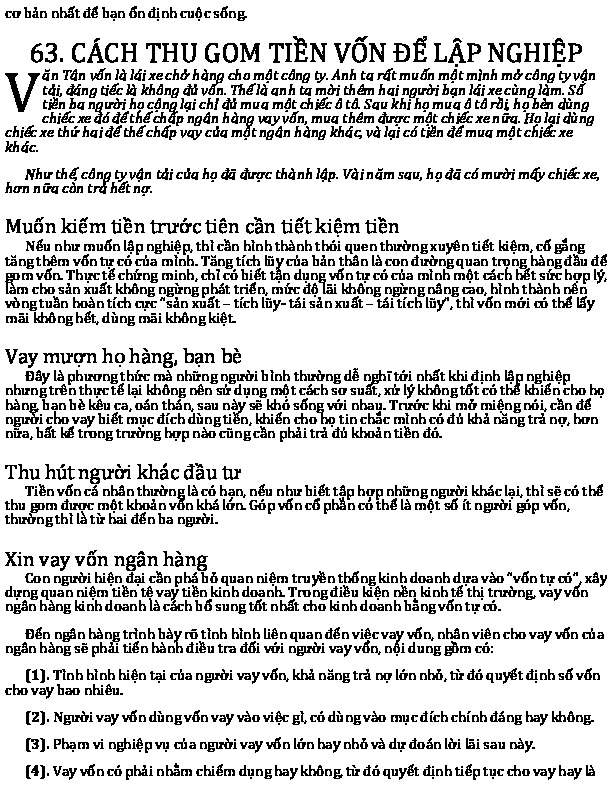 cơ bản nhất để bạn ổn định cuộc sống.
63. CÁCH THU GOM TIỀN VỐN ĐỂ LẬP NGHIỆP
Văn Tân vốn là lái xe chở hàng cho một công ty. Anh ta rất muốn một mình mở công ty vận
tải, đáng tiếc là không đủ vốn. Thế là anh ta mời thêm hai người bạn lái xe cùng làm. Số
tiền ba người họ cộng lại chỉ đủ mua một chiếc ô tô. Sau khi họ mua ô tô rồi, họ bèn dùng
chiếc xe đó để thế chấp ngân hàng vay vốn, mua thêm được một chiếc xe nữa. Họ lại dùng
chiếc xe thứ hai để thế chấp vay của một ngân hàng khác, và lại có tiền để mua một chiếc xe
khác.
Như thế, công ty vận tải của họ đã được thành lập. Vài năm sau, họ đã có mười mấy chiếc xe,
hơn nữa còn trả hết nợ.
Muốn kiếm tiền trước tiên cần tiết kiệm tiền
Nếu như muốn lập nghiệp, thì cần hình thành thói quen thường xuyên tiết kiệm, cố gắng
tăng thêm vốn tự có của mình. Tăng tích lũy của bản thân là con đường quan trọng hàng đầu để
gom vốn. Thực tế chứng minh, chỉ có biết tận dụng vốn tự có của mình một cách hết sức hợp lý,
làm cho sản xuất không ngừng phát triển, mức độ lãi không ngừng nâng cao, hình thành nên
vòng tuần hoàn tích cực "sản xuất – tích lũy- tái sản xuất – tái tích lũy", thì vốn mới có thể lấy
mãi không hết, dùng mãi không kiệt.
Vay mượn họ hàng, bạn bè
Đây là phương thức mà những người bình thường dễ nghĩ tới nhất khi định lập nghiệp
nhưng trên thực tế lại không nên sử dụng một cách sơ suất, xử lý không tốt có thể khiến cho họ
hàng, bạn bè kêu ca, oán thán, sau này sẽ khó sống với nhau. Trước khi mở miệng nói, cần để
người cho vay biết mục đích dùng tiền, khiến cho họ tin chắc mình có đủ khả năng trả nợ, hơn
nữa, bất kể trong trường hợp nào cũng cần phải trả đủ khoản tiền đó.
Thu hút người khác đầu tư
Tiền vốn cá nhân thường là có hạn, nếu như biết tập hợp những người khác lại, thì sẽ có thể
thu gom được một khoản vốn khá lớn. Góp vốn cổ phần có thể là một số ít người góp vốn,
thường thì là từ hai đến ba người.
Xin vay vốn ngân hàng
Con người hiện đại cần phá bỏ quan niệm truyền thống kinh doanh dựa vào "vốn tự có", xây
dựng quan niệm tiền tệ vay tiền kinh doanh. Trong điều kiện nền kinh tế thị trường, vay vốn
ngân hàng kinh doanh là cách bổ sung tốt nhất cho kinh doanh bằng vốn tự có.
Đến ngân hàng trình bày rõ tình hình liên quan đến việc vay vốn, nhân viên cho vay vốn của
ngân hàng sẽ phải tiến hành điều tra đối với người vay vốn, nội dung gồm có:
(1). Tình hình hiện tại của người vay vốn, khả năng trả nợ lớn nhỏ, từ đó quyết định số vốn
cho vay bao nhiêu.
(2). Người vay vốn dùng vốn vay vào việc gì, có dùng vào mục đích chính đáng hay không.
(3). Phạm vi nghiệp vụ của người vay vốn lớn hay nhỏ và dự đoán lời lãi sau này.
(4). Vay vốn có phải nhằm chiếm dụng hay không, từ đó quyết định tiếp tục cho vay hay là